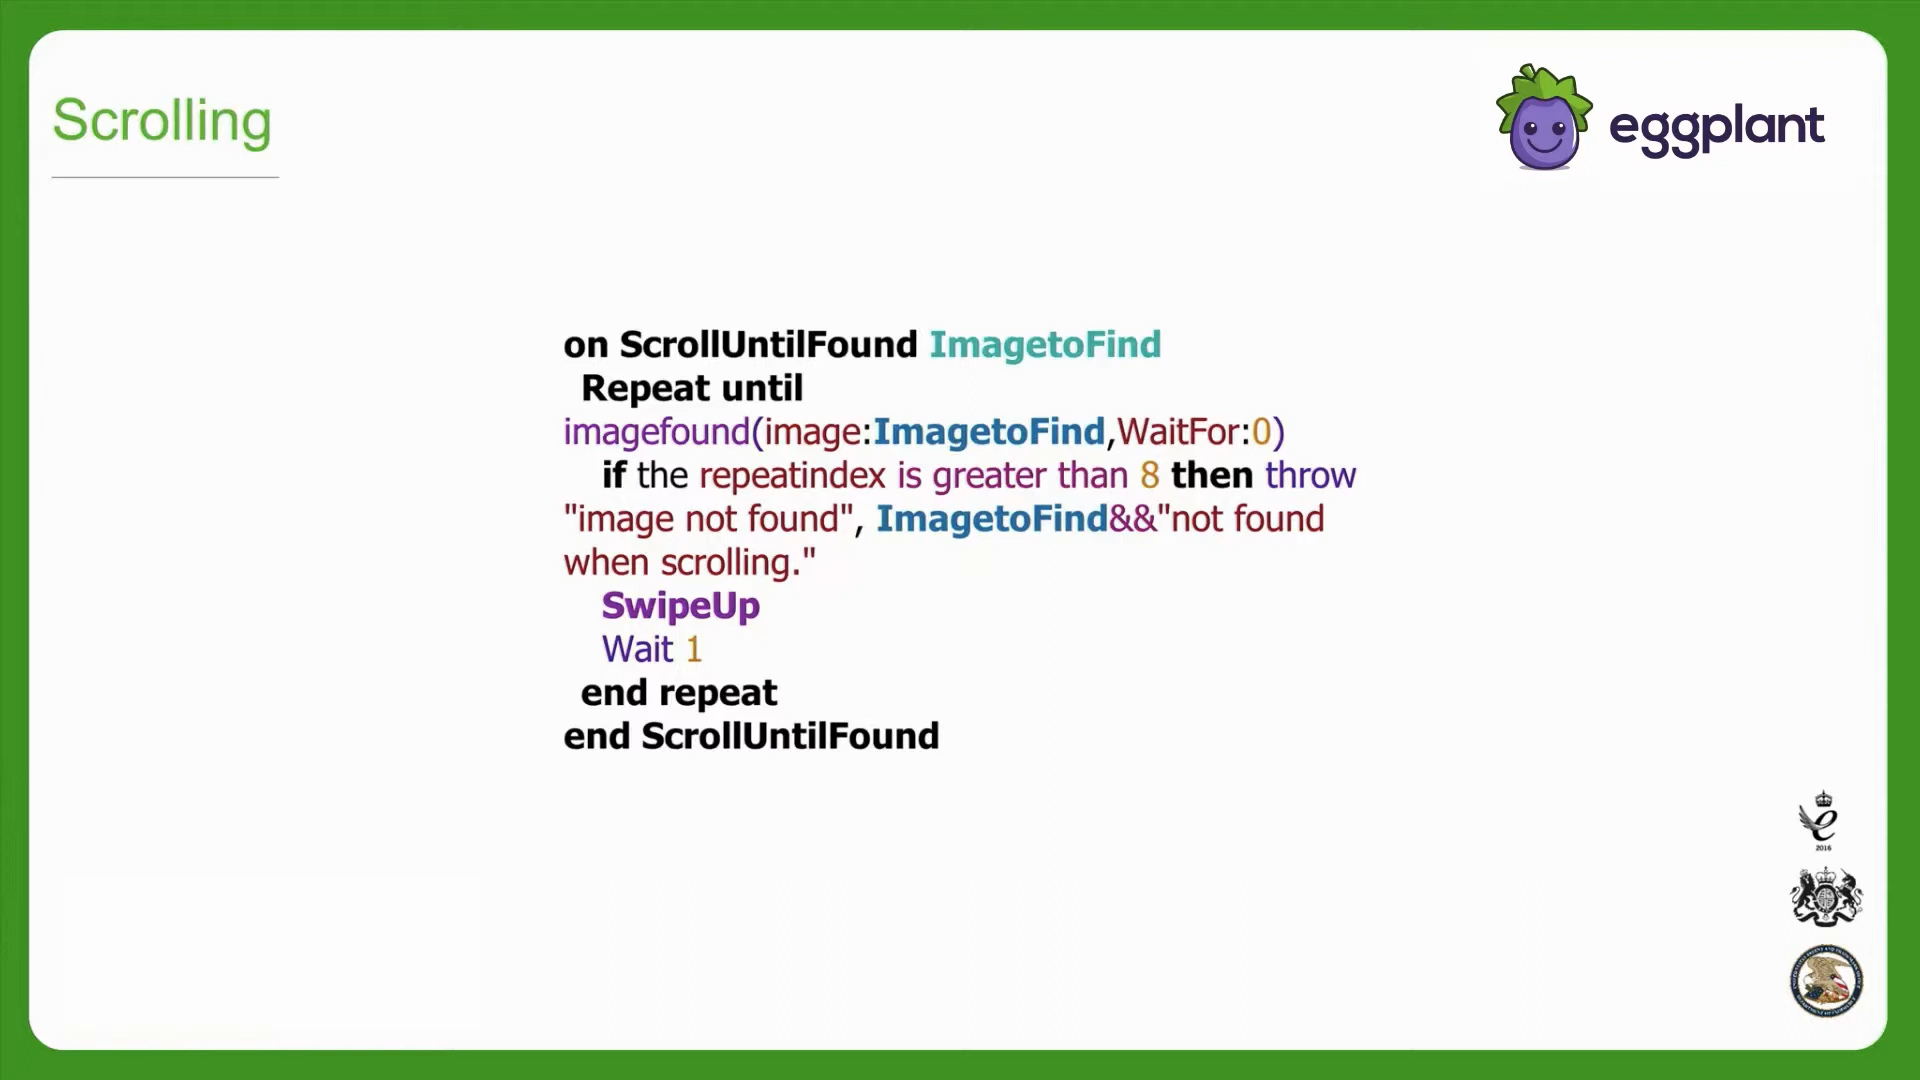 Scrolling
eggplant
on ScrollUntilFound ImagetoFind
Repeat until
imagefound(image:ImagetoFind,WaitFor:0)
if the repeatindex is greater than 8 then throw
"image not found", ImagetoFind&&"not found
when scrolling."
SwipeUp
Wait 1
end repeat
end ScrollUntilFound
e
2016